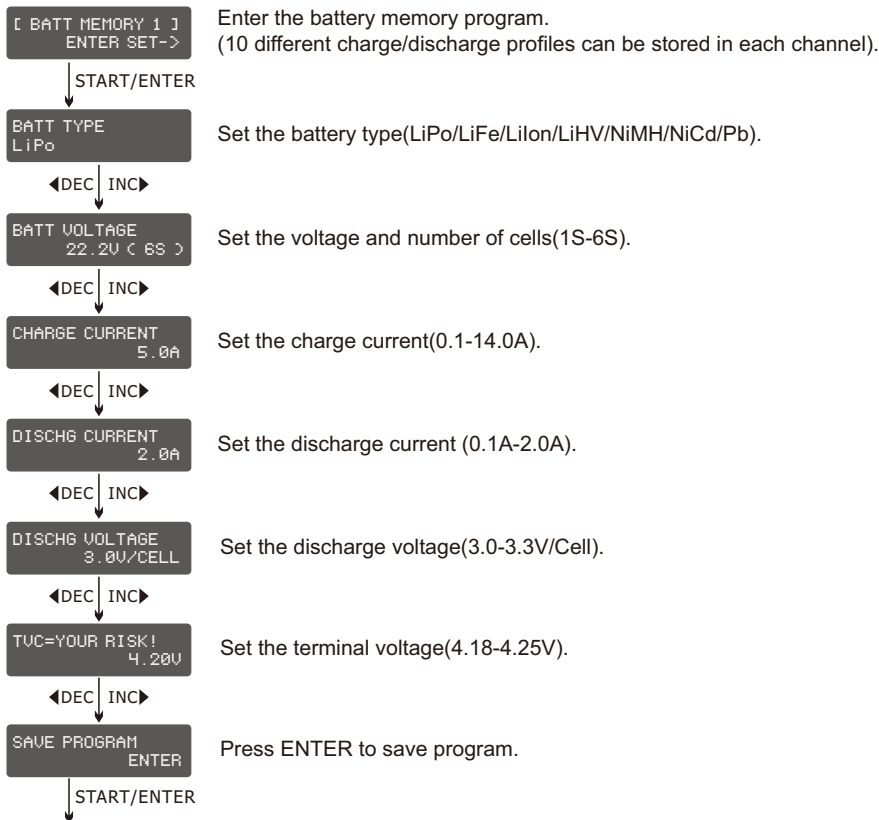 [ BATT MEMORY 1 ]
ENTER SET->
Enter the battery memory program.
(10 different charge/discharge profiles can be stored in each channel).
START/ENTER
BATT TYPE
LiPo
Set the battery type(LiPo/LiFe/LiIon/LiHV/NiMH/NiCd/Pb).
◀DEC INC▶
BATT VOLTAGE
22.2V ( 6S )
Set the voltage and number of cells(1S-6S).
◀DEC INC▶
CHARGE CURRENT
5.0A
Set the charge current(0.1-14.0A).
◀DEC INC▶
DISCHG CURRENT
2.0A
Set the discharge current (0.1A-2.0A).
◀DEC INC▶
DISCHG VOLTAGE
3.0V/CELL
Set the discharge voltage(3.0-3.3V/Cell).
◀DEC INC▶
TVC=YOUR RISK!
4.20V
Set the terminal voltage(4.18-4.25V).
◀DEC INC▶
SAVE PROGRAM
ENTER
Press ENTER to save program.
START/ENTER